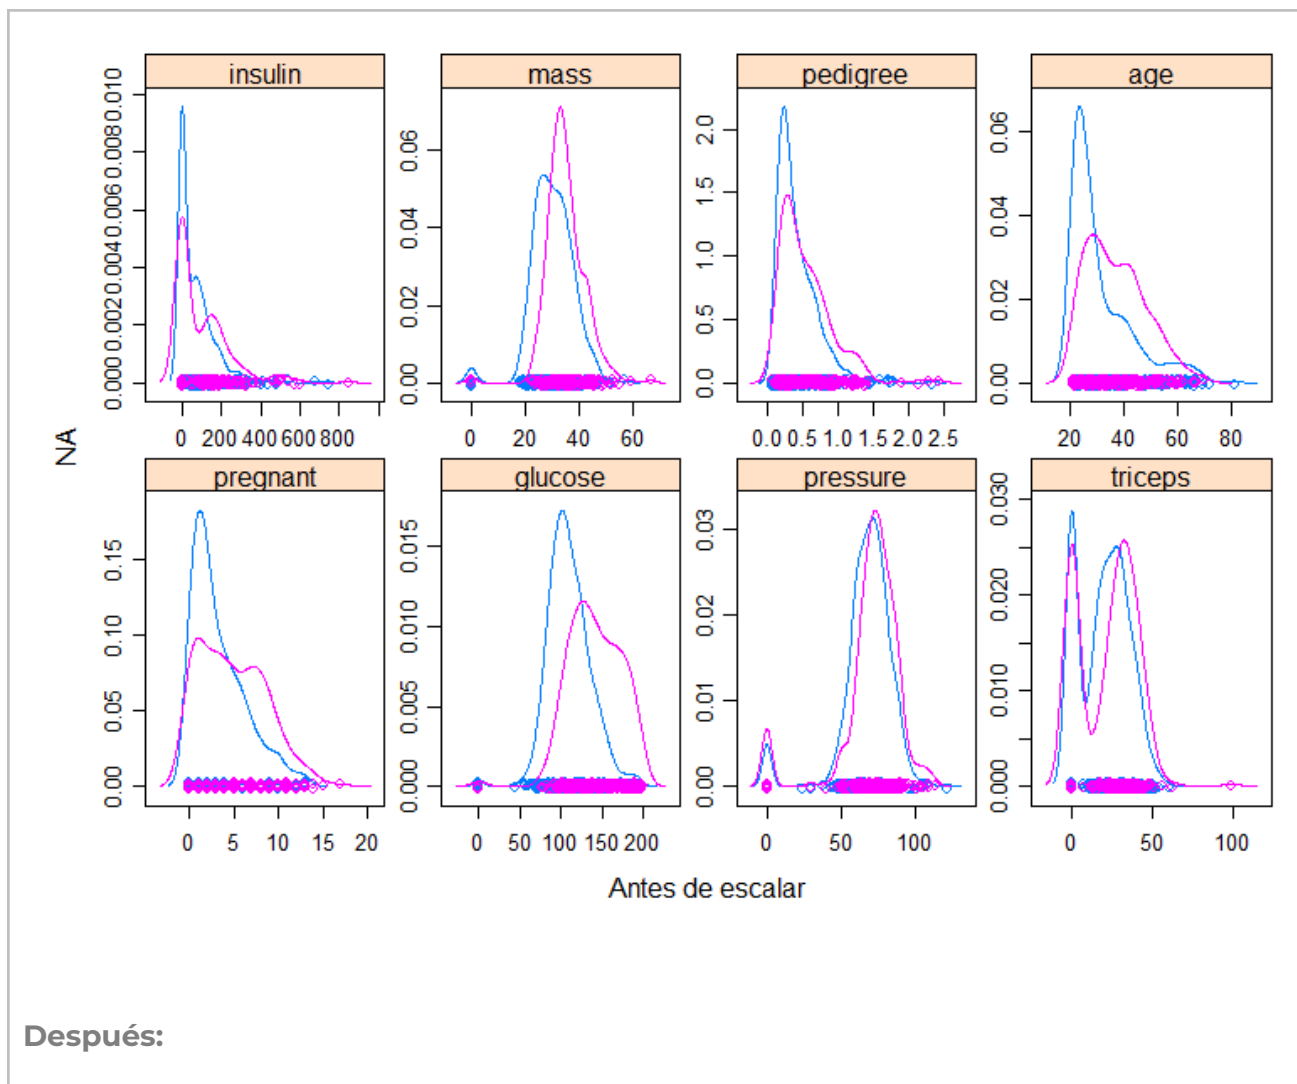 insulin mass pedigree age
0.000 0.002 0.004 0.006 0.008 0.010
0.00 0.02 0.04 0.06
0.0 0.5 1.0 1.5 2.0
0.00 0.02 0.04 0.06
0 200 400 600 800
0 20 40 60
0.0 0.5 1.0 1.5 2.0 2.5
20 40 60 80
NA
pregnant glucose pressure triceps
0.00 0.05 0.10 0.15
0.000 0.005 0.010 0.015
0.00 0.01 0.02 0.03
0.000 0.010 0.020 0.030
0 5 10 15 20
0 50 100 150 200
0 50 100
0 50 100
Antes de escalar
Después: